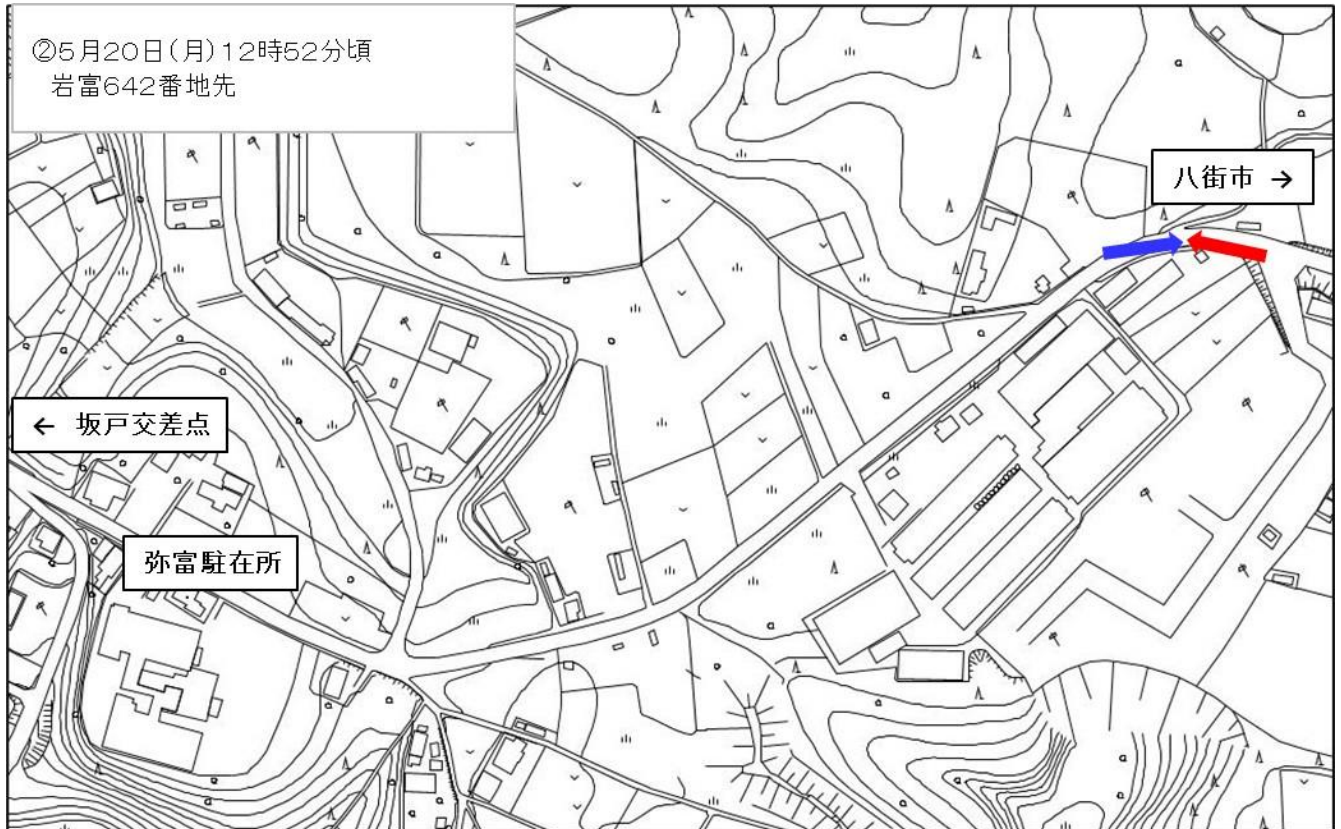 ②5月20日(月)12時52分頃
岩富642番地先
八街市 →
← 坂戸交差点
弥富駐在所